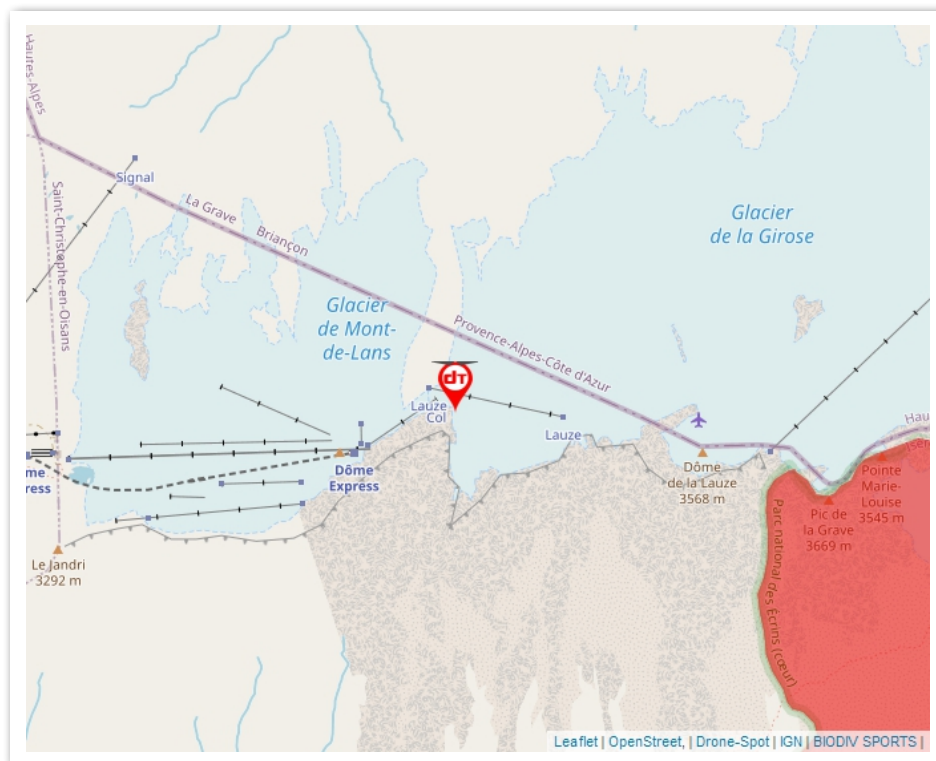 Hautes-Alpes
Signal
Saint-Christophe-en-Oisans
La Grave
Briançon
Glacier
de la Girose
Glacier
de Mont-
de-Lans
Provence-Alpes-Côte d'Azur
dT
Lauze
Col
Lauze
Dôme
Express
Dôme
de la Lauze
3568 m
Pointe
Marie-
Louise
3545 m
Pic de
la Grave
3669 m
Le Jandri
3292 m
Parc national des Écrins (cœur)
Leaflet | OpenStreet, | Drone-Spot | IGN | BIODIV SPORTS |